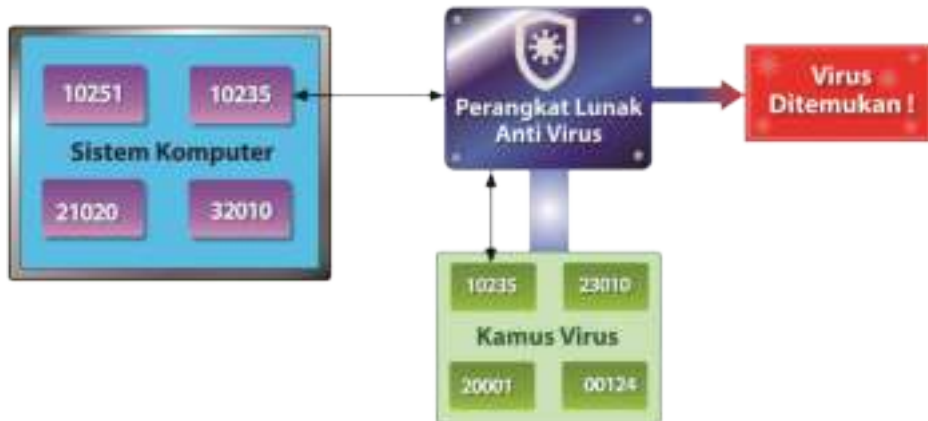 10251 10235
Sistem Komputer
21020 32010
Perangkat Lunak
Anti Virus
Virus
Ditemukan !
10235 23010
Kamus Virus
20001 00124